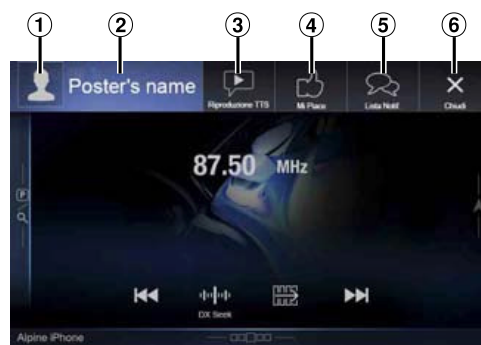 1 2 3 4 5 6
Poster's name
Riproduzione TTS
Mi Piace
Lista Notif
Chiudi
87.50 MHz
P
DX Seek
Alpine iPhone